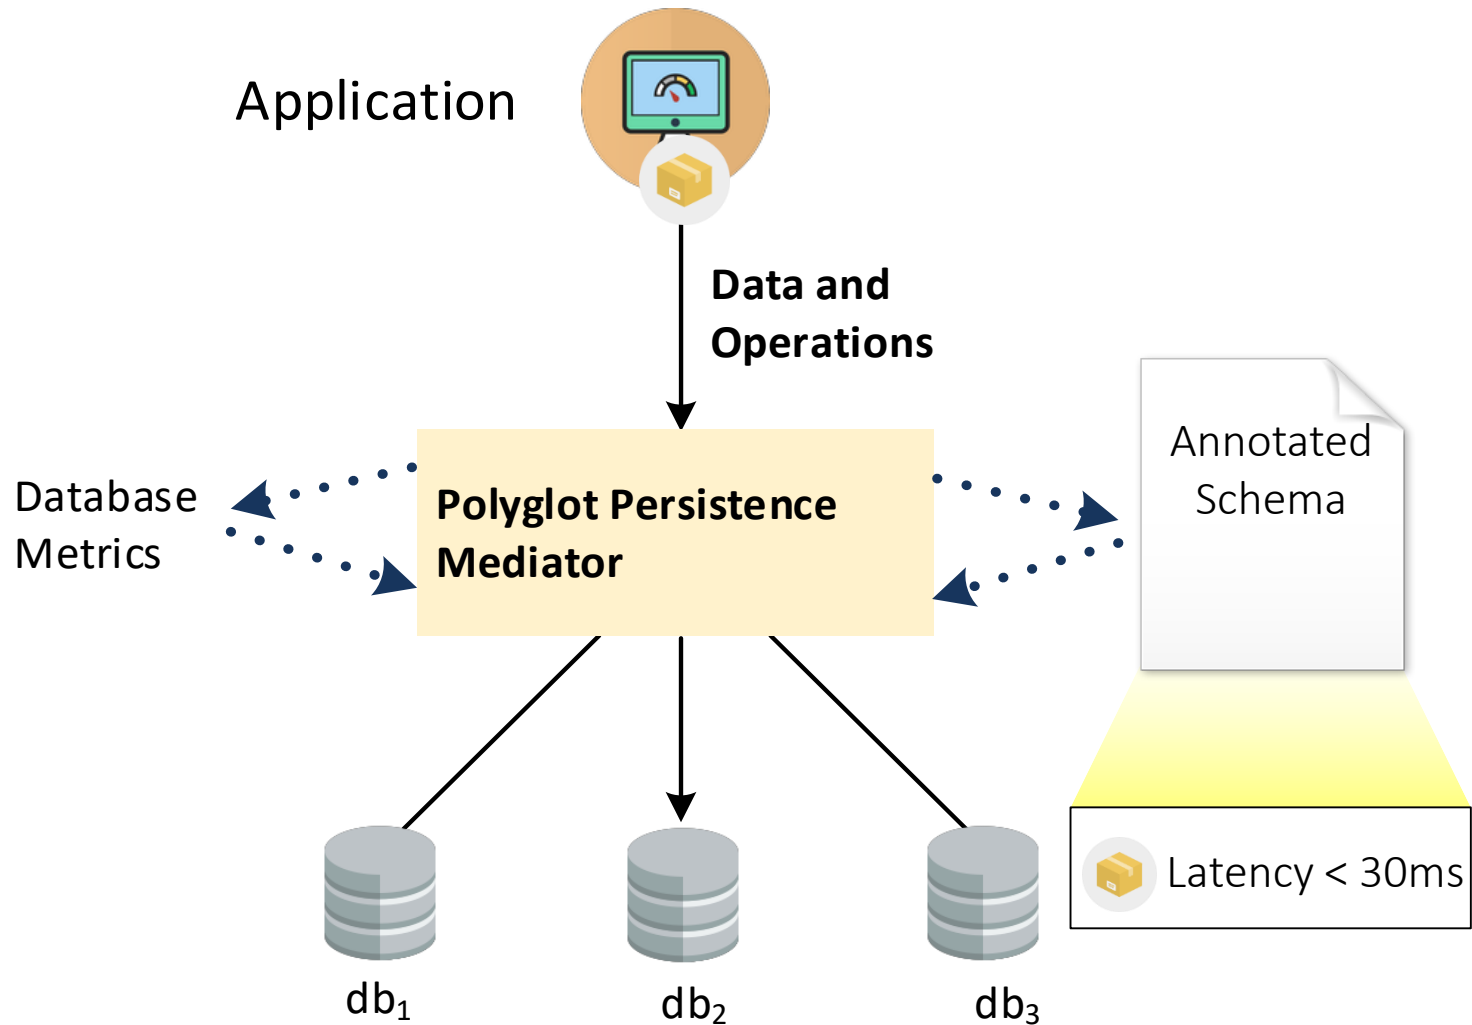 Application
Data and
Operations
Annotated
Schema
Database
Metrics
Polyglot Persistence
Mediator
Latency < 30ms
db₁
db₂
db₃